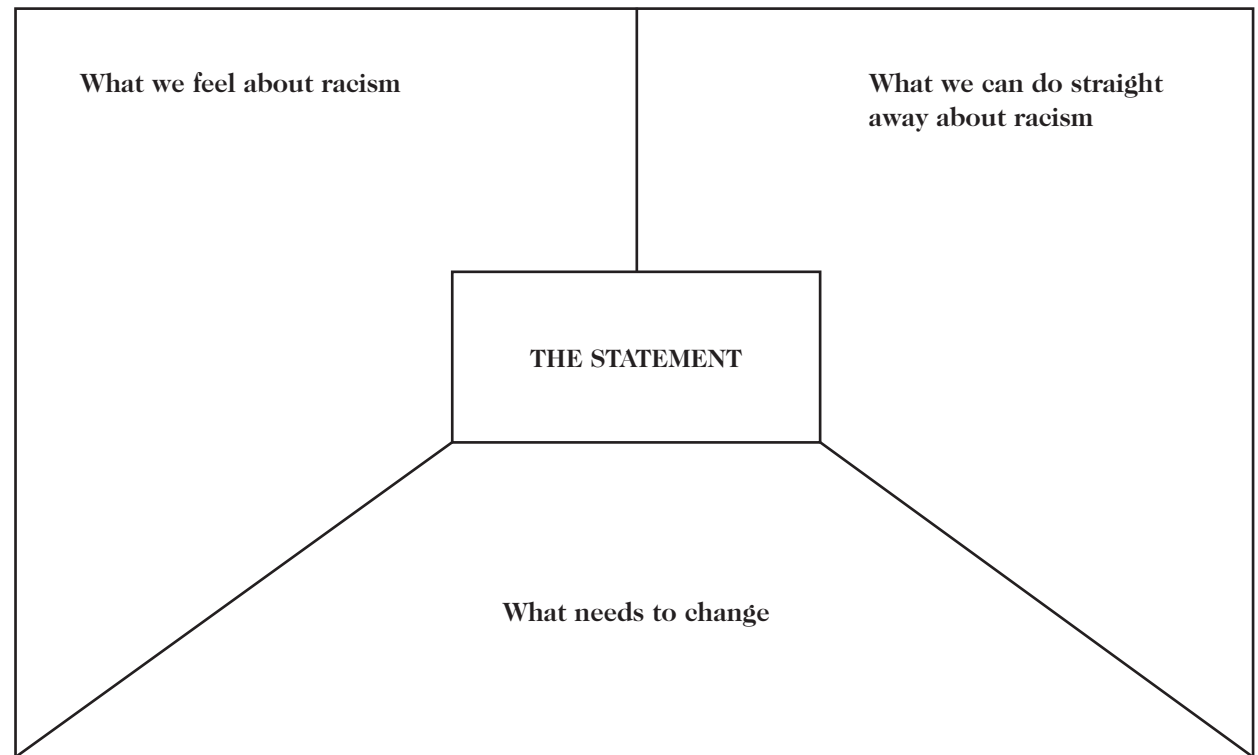 What we feel about racism
What we can do straight
away about racism
THE STATEMENT
What needs to change